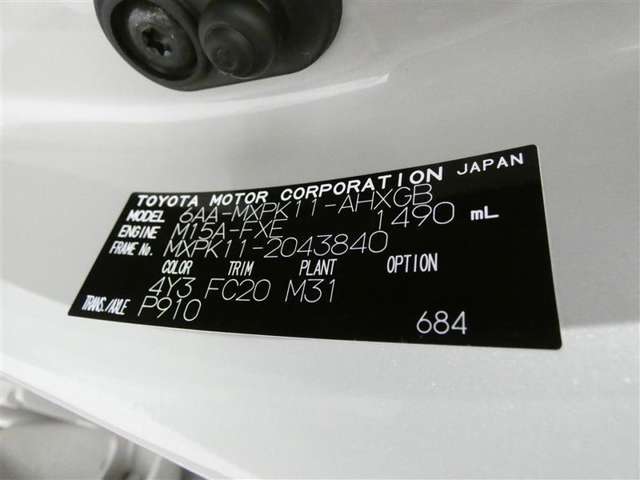 TOYOTA MOTOR CORPORATION JAPAN
MODEL 6AA-MXPK11-AHXGB
ENGINE M15A-FXE 1490 mL
FRAME No. MXPK11-2043840
COLOR TRIM PLANT OPTION
4Y3 FC20 M31
TRANS./AXLE P910
684